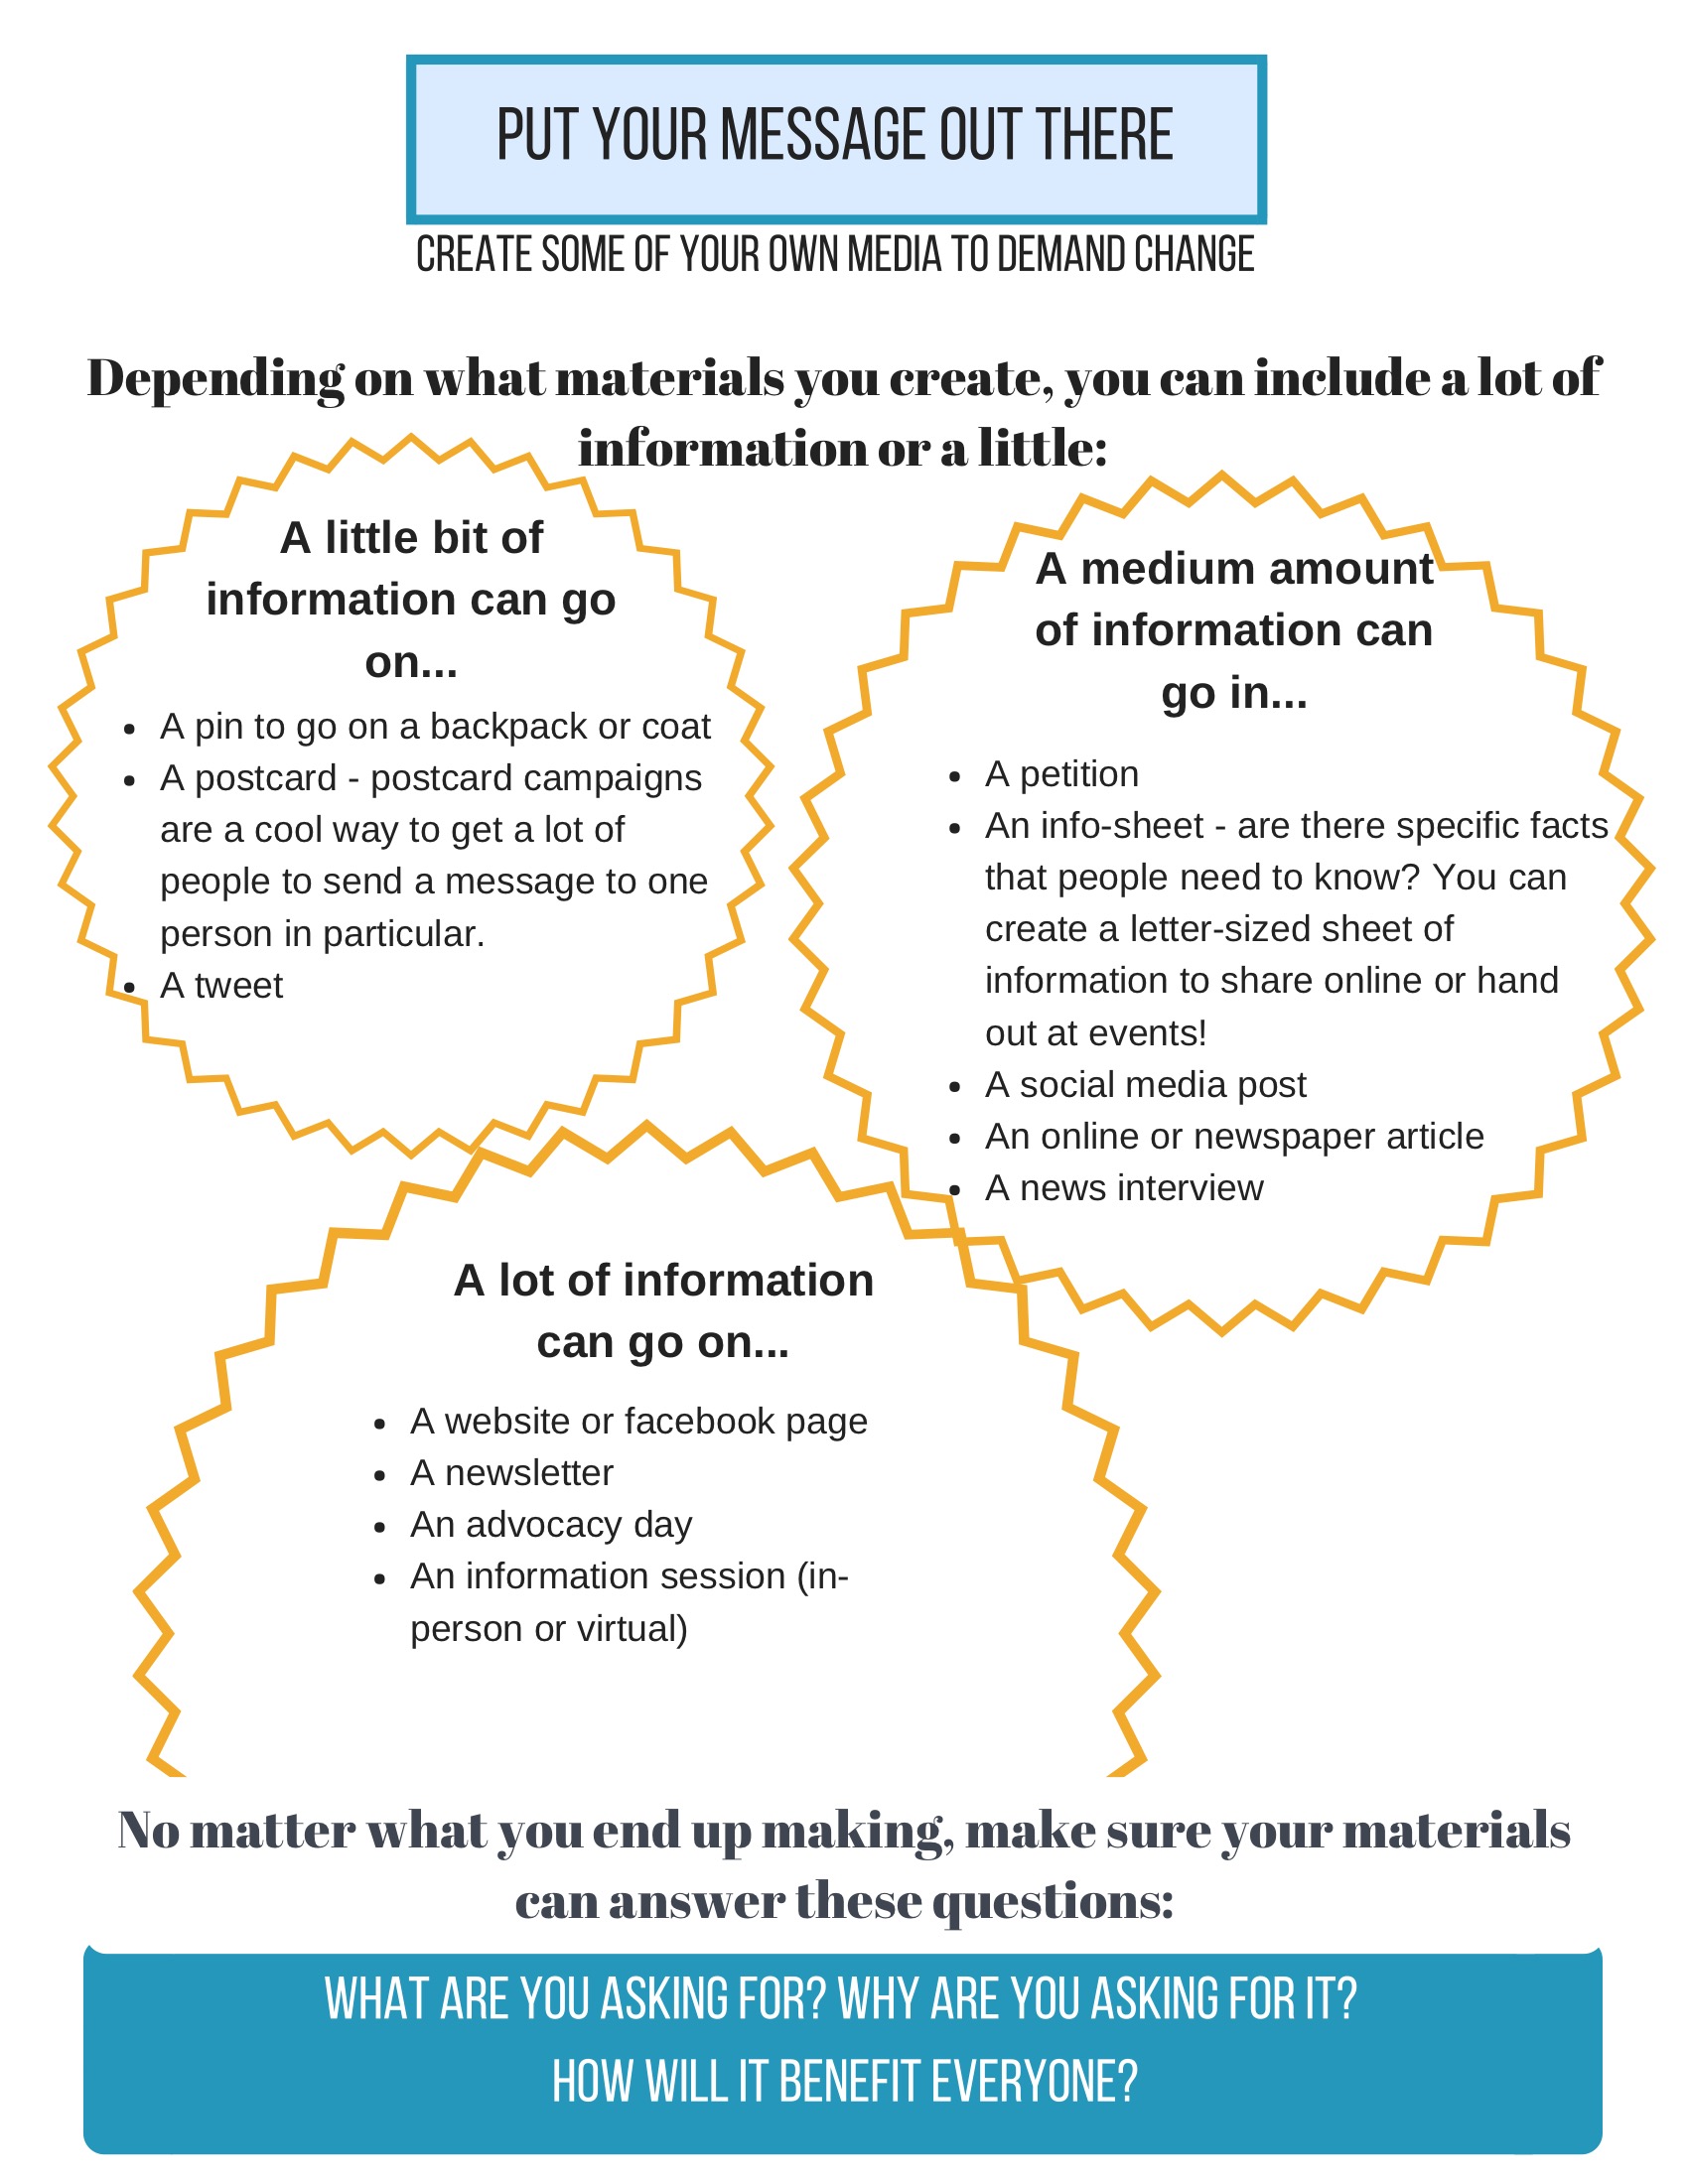 PUT YOUR MESSAGE OUT THERE
CREATE SOME OF YOUR OWN MEDIA TO DEMAND CHANGE
Depending on what materials you create, you can include a lot of
information or a little:
A little bit of
information can go
on...
• A pin to go on a backpack or coat
• A postcard - postcard campaigns
are a cool way to get a lot of
people to send a message to one
person in particular.
• A tweet
A medium amount
of information can
go in...
• A petition
• An info-sheet - are there specific facts
that people need to know? You can
create a letter-sized sheet of
information to share online or hand
out at events!
• A social media post
• An online or newspaper article
• A news interview
A lot of information
can go on...
• A website or facebook page
• A newsletter
• An advocacy day
• An information session (in-
person or virtual)
No matter what you end up making, make sure your materials
can answer these questions:
WHAT ARE YOU ASKING FOR? WHY ARE YOU ASKING FOR IT?
HOW WILL IT BENEFIT EVERYONE?